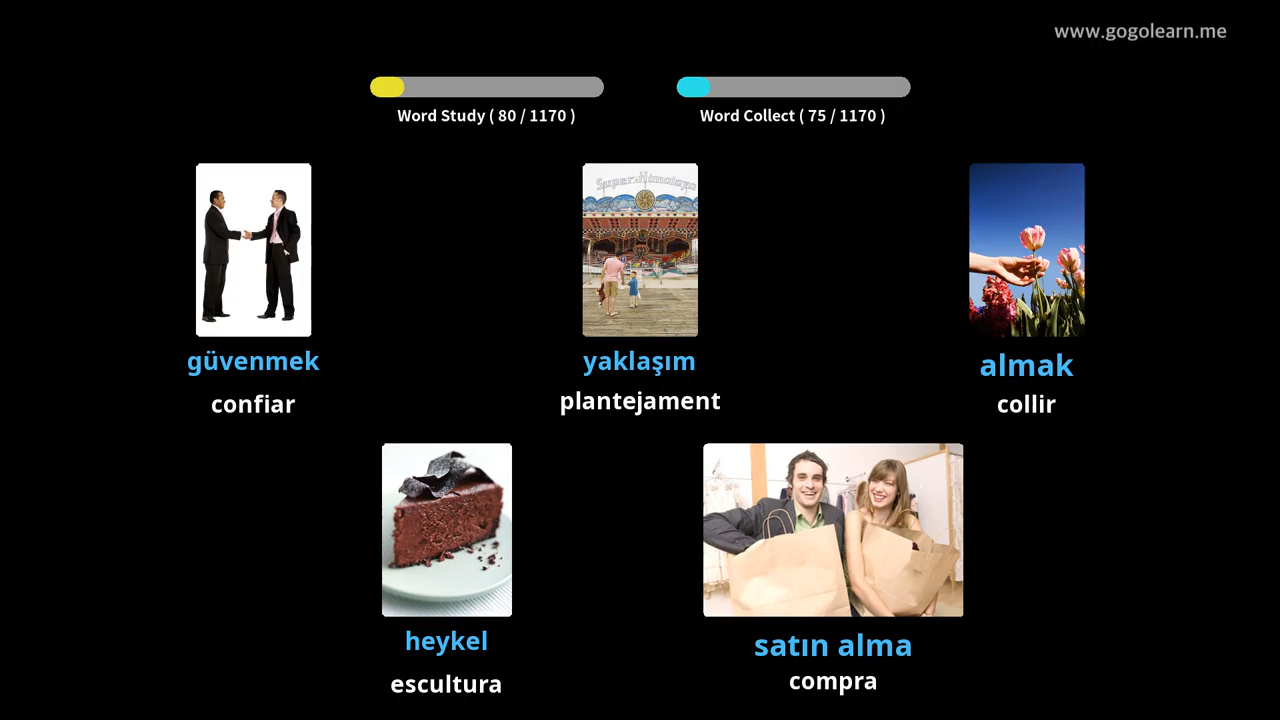 www.gogolearn.me
Word Study ( 80 / 1170 )
Word Collect ( 75 / 1170 )
güvenmek
confiar
yaklaşım
plantejament
almak
collir
heykel
escultura
satın alma
compra